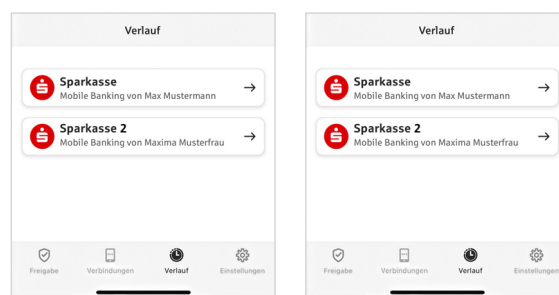 Verlauf
Sparkasse
Mobile Banking von Max Mustermann
Sparkasse 2
Mobile Banking von Maxima Musterfrau
Freigabe Verbindungen Verlauf Einstellungen
Verlauf
Sparkasse
Mobile Banking von Max Mustermann
Sparkasse 2
Mobile Banking von Maxima Musterfrau
Freigabe Verbindungen Verlauf Einstellungen